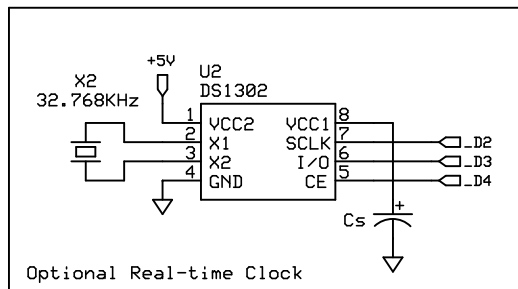 +5V
X2
32.768KHz
U2
DS1302
1 VCC2 VCC1 8
2 X1 SCLK 7 _D2
3 X2 I/O 6 _D3
4 GND CE 5 _D4
+
Cs
Optional Real-time Clock